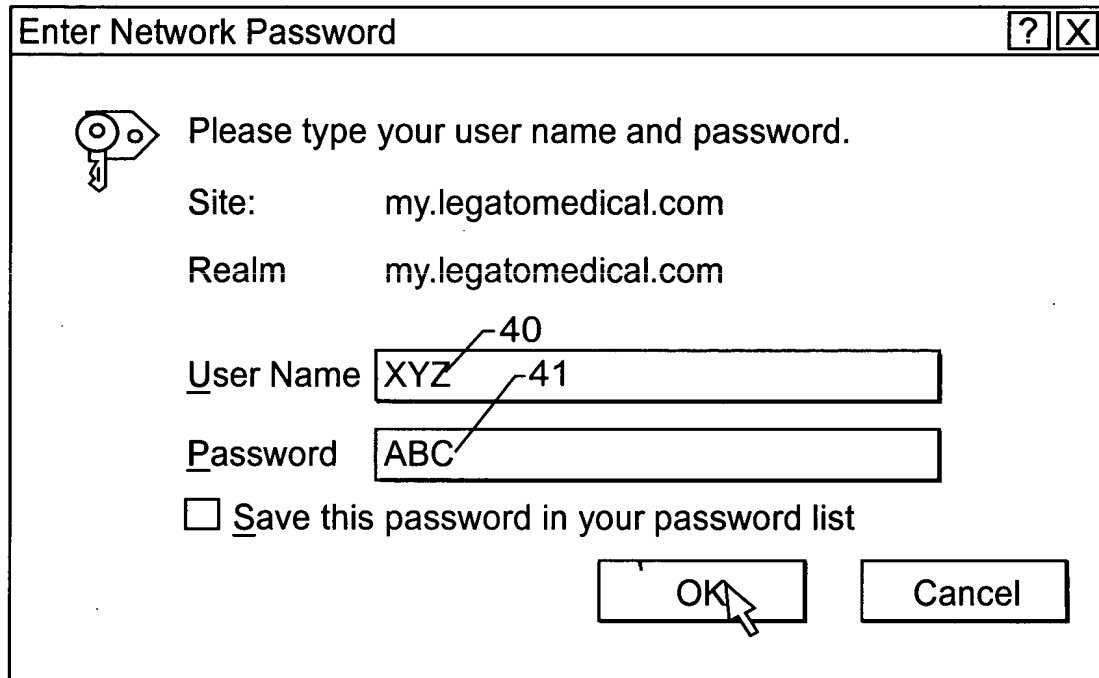 Enter Network Password ? X
Please type your user name and password.
Site: my.legatomedical.com
Realm my.legatomedical.com
40
User Name XYZ 41
Password ABC
Save this password in your password list
OK Cancel